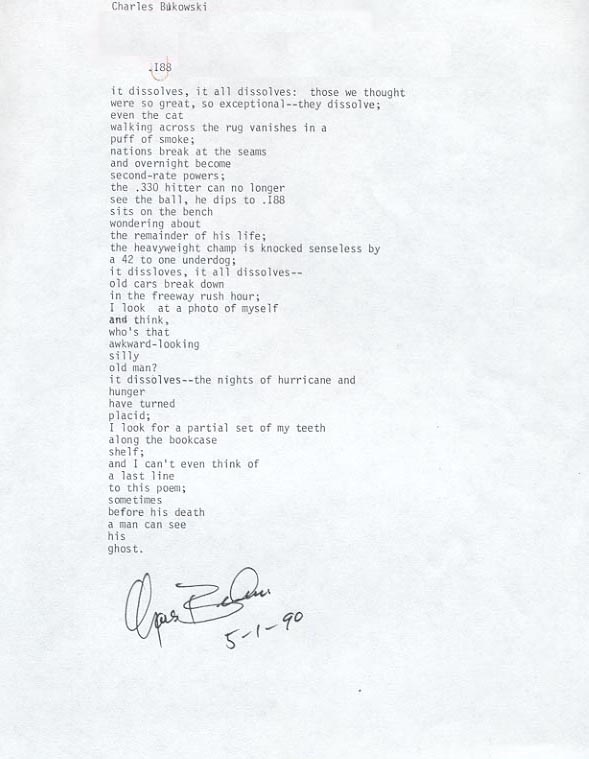 Charles Bukowski
.I88
it dissolves, it all dissolves: those we thought
were so great, so exceptional--they dissolve;
even the cat
walking across the rug vanishes in a
puff of smoke;
nations break at the seams
and overnight become
second-rate powers;
the .330 hitter can no longer
see the ball, he dips to .I88
sits on the bench
wondering about
the remainder of his life;
the heavyweight champ is knocked senseless by
a 42 to one underdog;
it dissloves, it all dissolves--
old cars break down
in the freeway rush hour;
I look  at a photo of myself
and think,
who's that
awkward-looking
silly
old man?
it dissolves--the nights of hurricane and
hunger
have turned
placid;
I look for a partial set of my teeth
along the bookcase
shelf;
and I can't even think of
a last line
to this poem;
sometimes
before his death
a man can see
his
ghost.
5-1-90